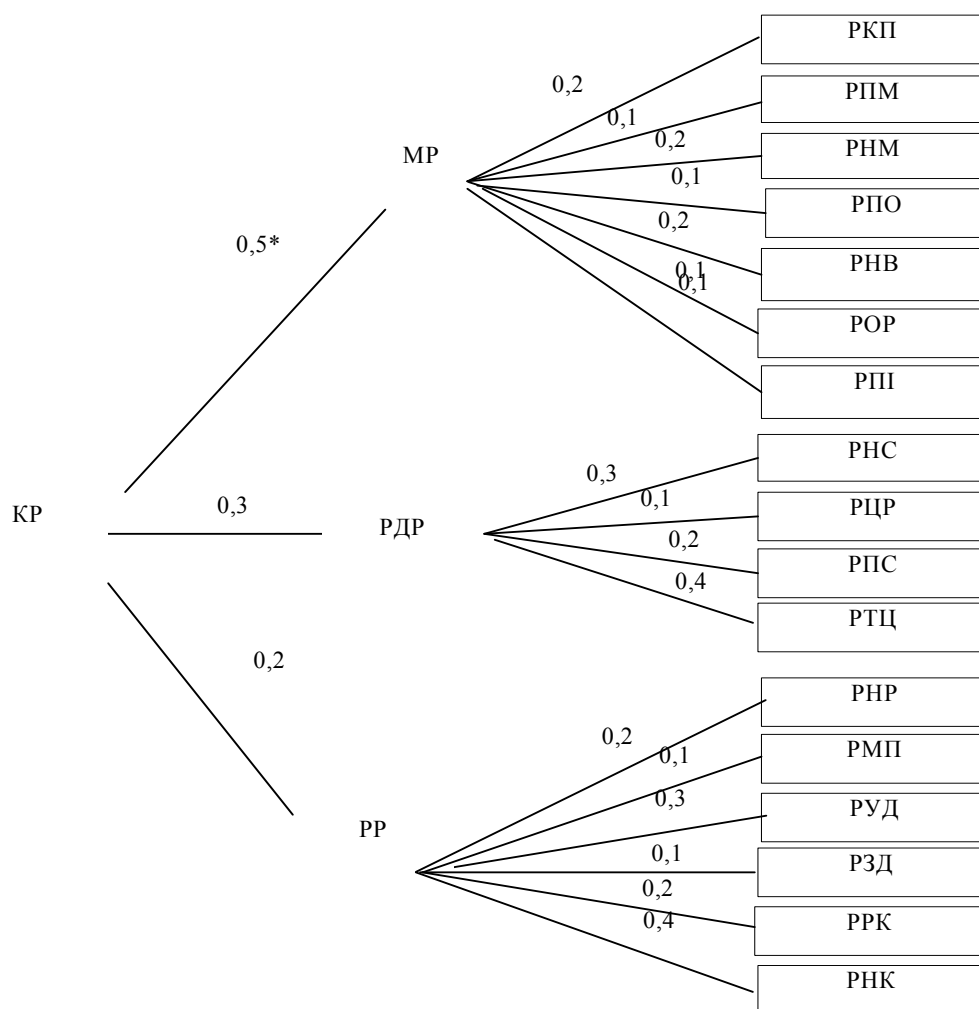 РКП
0,2
РПМ
0,1
0,2
РНМ
МР
0,1
РПО
0,2
0,5*
РНВ
0,1
0,1
РОР
РПІ
РНС
0,3
0,1
0,3
РЦР
КР
РДР
0,2
РПС
0,4
РТЦ
0,2
РНР
0,2
0,1
РМП
0,3
РУД
РР
0,1
РЗД
0,2
РРК
0,4
РНК